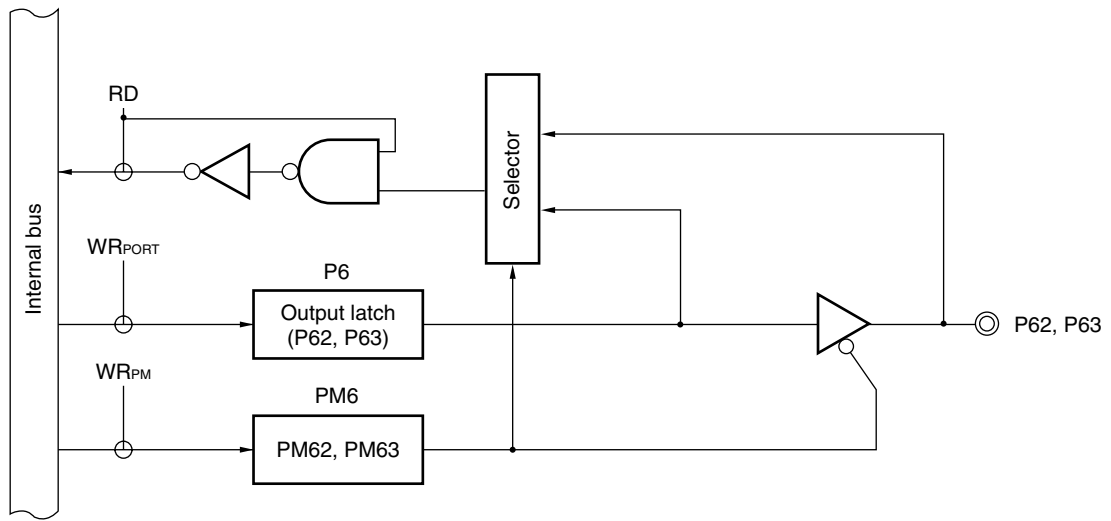 RD
Selector
Internal bus
WRPORT
P6
Output latch
(P62, P63)
P62, P63
WRPM
PM6
PM62, PM63